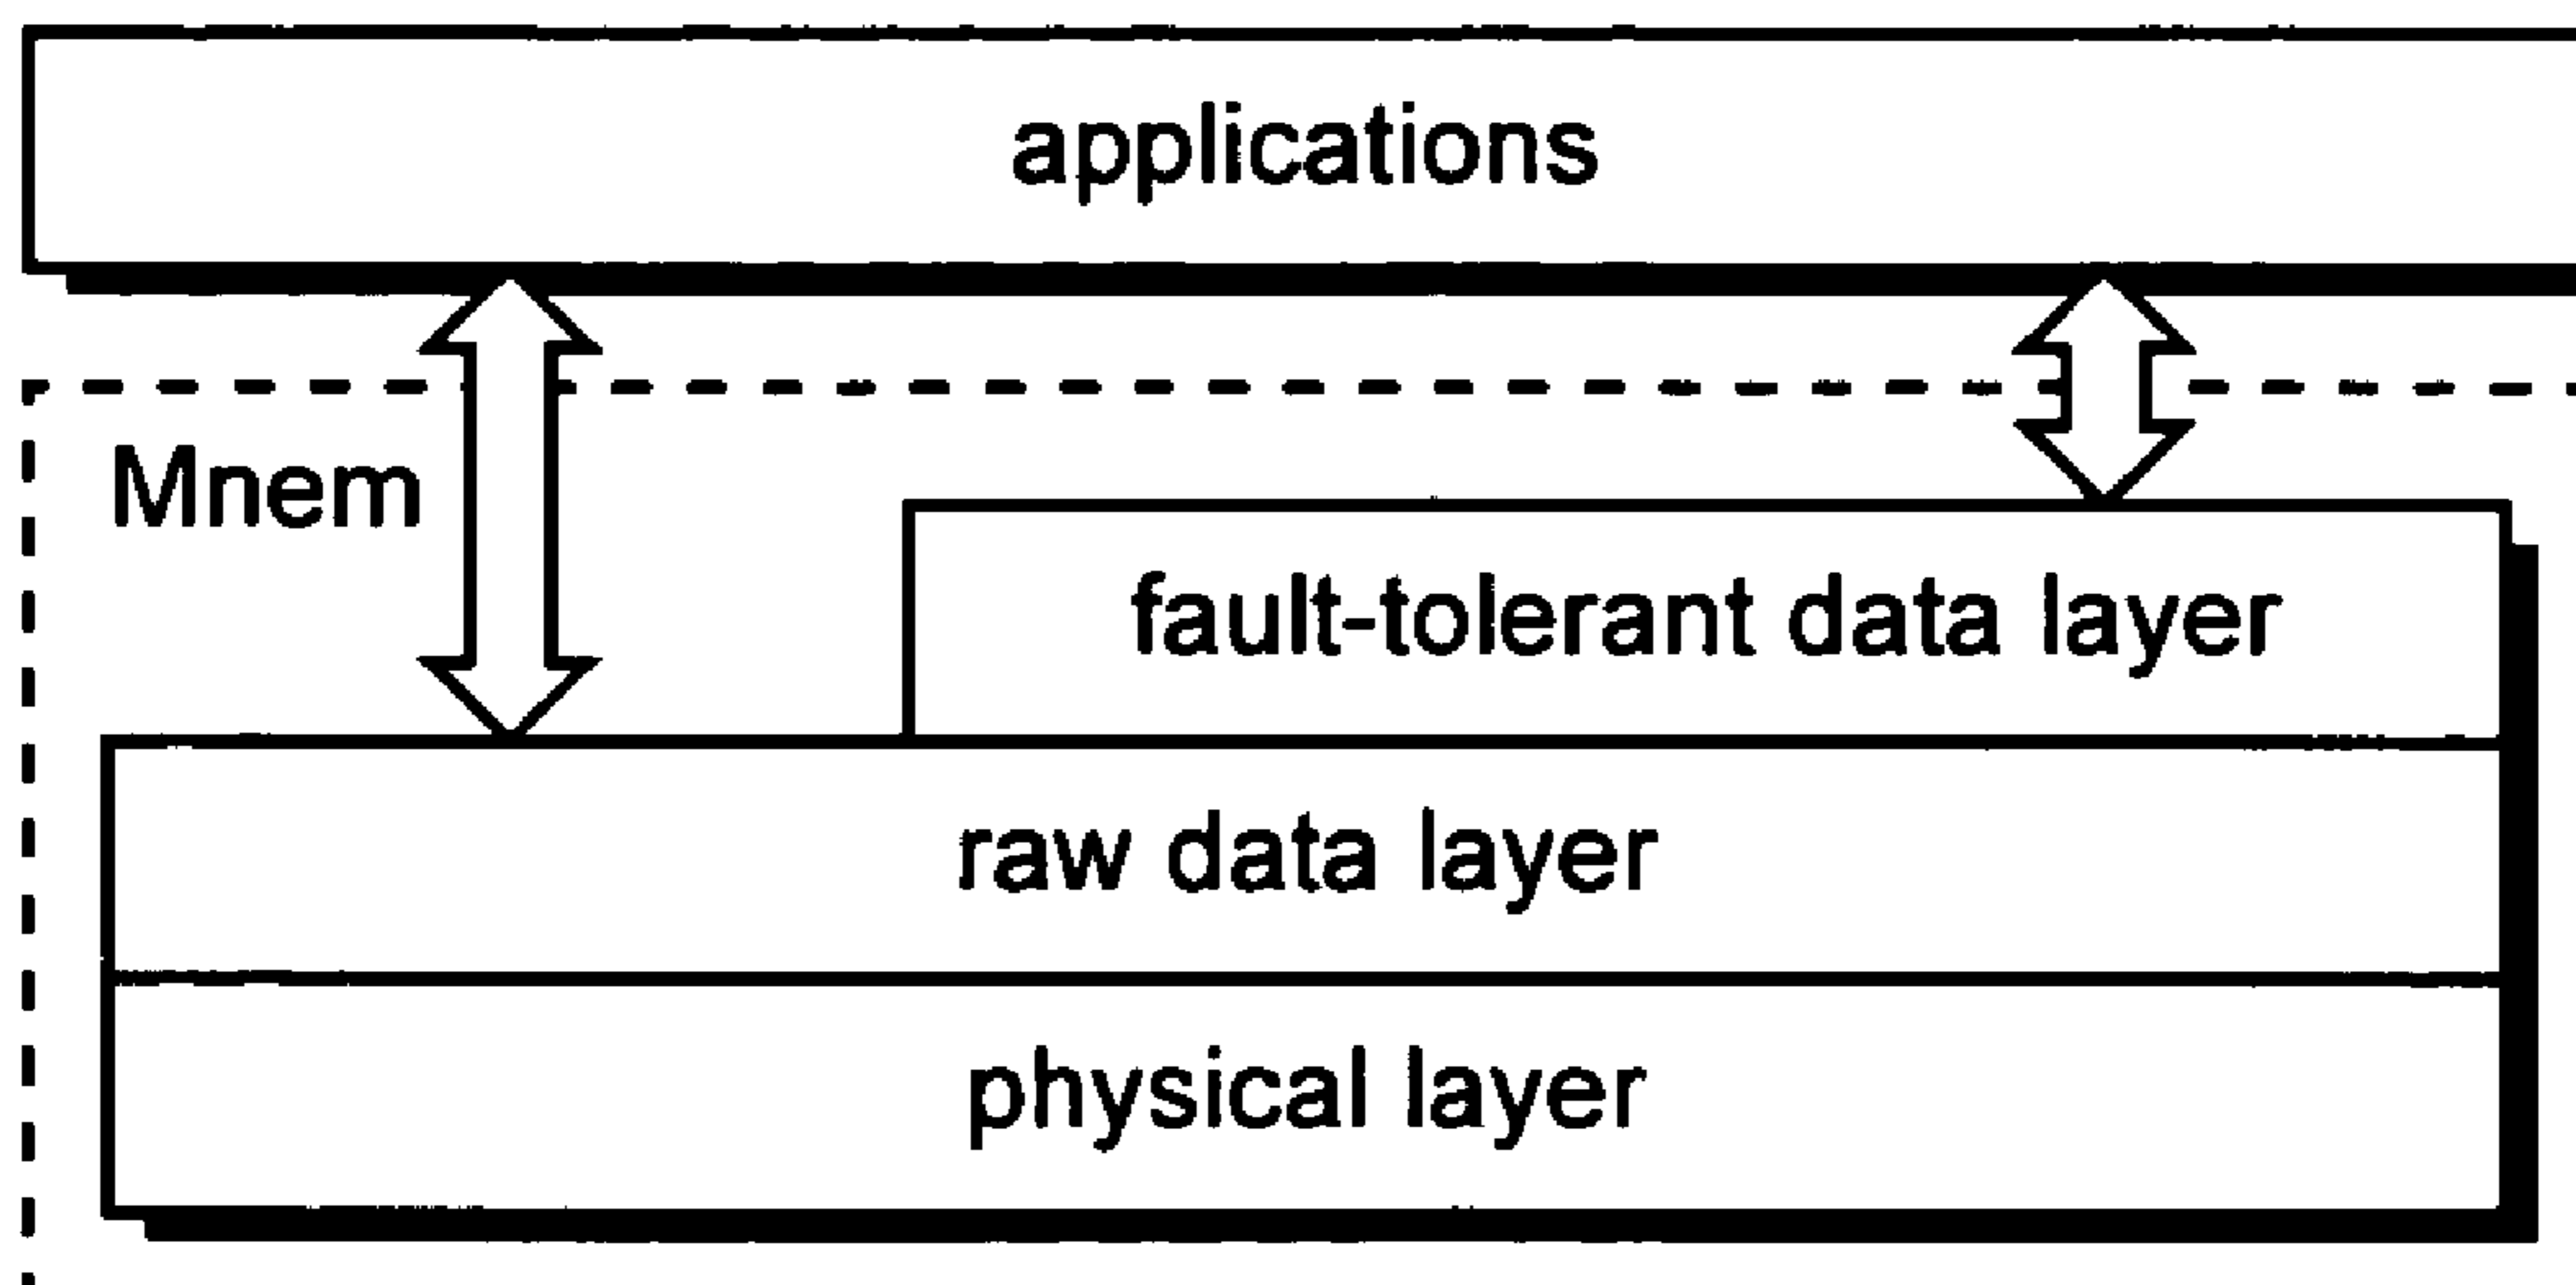 applications
Mnem
fault-tolerant data layer
raw data layer
physical layer